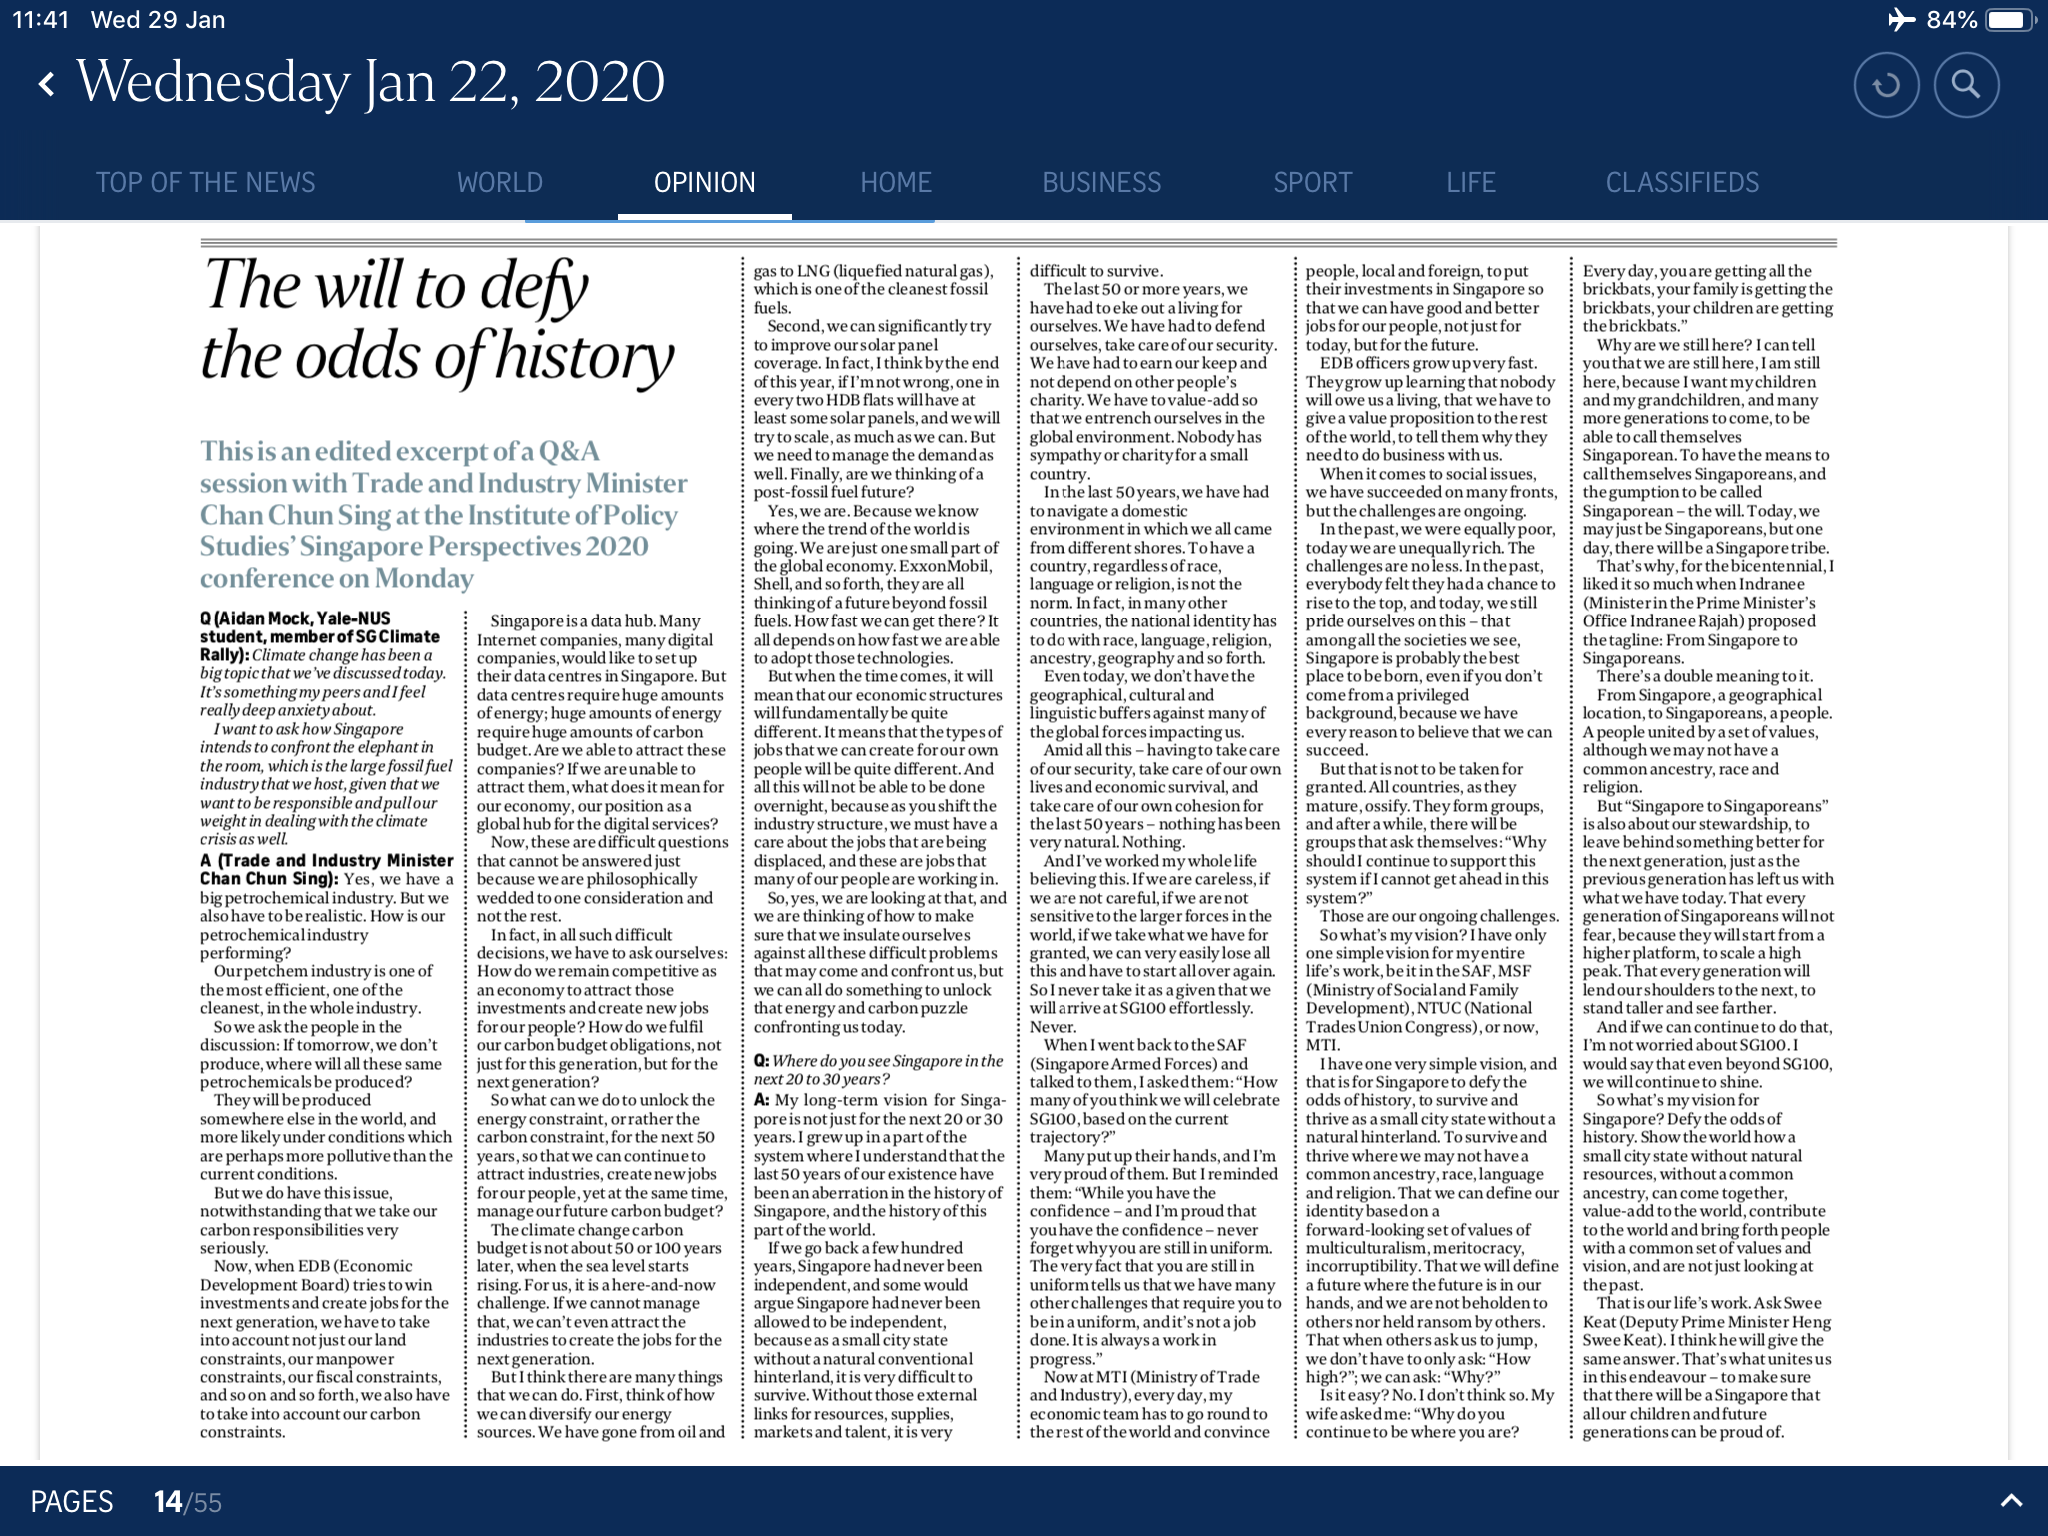 11:41 Wed 29 Jan
84%
Wednesday Jan 22, 2020
TOP OF THE NEWS
WORLD
OPINION
HOME
BUSINESS
SPORT
LIFE
CLASSIFIEDS
The will to defy
the odds of history
This is an edited excerpt of a Q&A
session with Trade and Industry Minister
Chan Chun Sing at the Institute of Policy
Studies' Singapore Perspectives 2020
conference on Monday
Q (Aidan Mock, Yale-NUS
student, member of SG Climate
Rally): Climate change has been a
big topic that we've discussed today.
It's something my peers and I feel
really deep anxiety about.
I want to ask how Singapore
intends to confront the elephant in
the room, which is the large fossil fuel
industry that we host, given that we
want to be responsible and pull our
weight in dealing with the climate
crisis as well.
A (Trade and Industry Minister
Chan Chun Sing): Yes, we have a
big petrochemical industry. But we
also have to be realistic. How is our
petrochemical industry
performing?
Our petchem industry is one of
the most efficient, one of the
cleanest, in the whole industry.
So we ask the people in the
discussion: If tomorrow, we don't
produce, where will all these same
petrochemicals be produced?
They will be produced
somewhere else in the world, and
more likely under conditions which
are perhaps more pollutive than the
current conditions.
But we do have this issue,
notwithstanding that we take our
carbon responsibilities very
seriously.
Now, when EDB (Economic
Development Board) tries to win
investments and create jobs for the
next generation, we have to take
into account not just our land
constraints, our manpower
constraints, our fiscal constraints,
and so on and so forth, we also have
to take into account our carbon
constraints.
Singapore is a data hub. Many
Internet companies, many digital
companies, would like to set up
their data centres in Singapore. But
data centres require huge amounts
of energy; huge amounts of energy
require huge amounts of carbon
budget. Are we able to attract these
companies? If we are unable to
attract them, what does it mean for
our economy, our position as a
global hub for the digital services?
Now, these are difficult questions
that cannot be answered just
because we are philosophically
wedded to one consideration and
not the rest.
In fact, in all such difficult
decisions, we have to ask ourselves:
How do we remain competitive as
an economy to attract those
investments and create new jobs
for our people? How do we fulfil
our carbon budget obligations, not
just for this generation, but for the
next generation?
So what can we do to unlock the
energy constraint, or rather the
carbon constraint, for the next 50
years, so that we can continue to
attract industries, create new jobs
for our people, yet at the same time,
manage our future carbon budget?
The climate change carbon
budget is not about 50 or 100 years
later, when the sea level starts
rising. For us, it is a here-and-now
challenge. If we cannot manage
that, we can't even attract the
industries to create the jobs for the
next generation.
But I think there are many things
that we can do. First, think of how
we can diversify our energy
sources. We have gone from oil and
gas to LNG (liquefied natural gas),
which is one of the cleanest fossil
fuels.
Second, we can significantly try
to improve our solar panel
coverage. In fact, I think by the end
of this year, if I'm not wrong, one in
every two HDB flats will have at
least some solar panels, and we will
try to scale, as much as we can. But
we need to manage the demand as
well. Finally, are we thinking of a
post-fossil fuel future?
Yes, we are. Because we know
where the trend of the world is
going. We are just one small part of
the global economy. ExxonMobil,
Shell, and so forth, they are all
thinking of a future beyond fossil
fuels. How fast we can get there? It
all depends on how fast we are able
to adopt those technologies.
But when the time comes, it will
mean that our economic structures
will fundamentally be quite
different. It means that the types of
jobs that we can create for our own
people will be quite different. And
all this will not be able to be done
overnight, because as you shift the
industry structure, we must have a
care about the jobs that are being
displaced, and these are jobs that
many of our people are working in.
So, yes, we are looking at that, and
we are thinking of how to make
sure that we insulate ourselves
against all these difficult problems
that may come and confront us, but
we can all do something to unlock
that energy and carbon puzzle
confronting us today.
Q: Where do you see Singapore in the
next 20 to 30 years?
A: My long-term vision for Singa-
pore is not just for the next 20 or 30
years. I grew up in a part of the
system where I understand that the
last 50 years of our existence have
been an aberration in the history of
Singapore, and the history of this
part of the world.
If we go back a few hundred
years, Singapore had never been
independent, and some would
argue Singapore had never been
allowed to be independent,
because as a small city state
without a natural conventional
hinterland, it is very difficult to
survive. Without those external
links for resources, supplies,
markets and talent, it is very
difficult to survive.
The last 50 or more years, we
have had to eke out a living for
ourselves. We have had to defend
ourselves, take care of our security.
We have had to earn our keep and
not depend on other people's
charity. We have to value-add so
that we entrench ourselves in the
global environment. Nobody has
sympathy or charity for a small
country.
In the last 50 years, we have had
to navigate a domestic
environment in which we all came
from different shores. To have a
country, regardless of race,
language or religion, is not the
norm. In fact, in many other
countries, the national identity has
to do with race, language, religion,
ancestry, geography and so forth.
Even today, we don't have the
geographical, cultural and
linguistic buffers against many of
the global forces impacting us.
Amid all this – having to take care
of our security, take care of our own
lives and economic survival, and
take care of our own cohesion for
the last 50 years – nothing has been
very natural. Nothing.
And I've worked my whole life
believing this. If we are careless, if
we are not careful, if we are not
sensitive to the larger forces in the
world, if we take what we have for
granted, we can very easily lose all
this and have to start all over again.
So I never take it as a given that we
will arrive at SG100 effortlessly.
Never.
When I went back to the SAF
(Singapore Armed Forces) and
talked to them, I asked them: "How
many of you think we will celebrate
SG100, based on the current
trajectory?"
Many put up their hands, and I'm
very proud of them. But I reminded
them: "While you have the
confidence – and I'm proud that
you have the confidence – never
forget why you are still in uniform.
The very fact that you are still in
uniform tells us that we have many
other challenges that require you to
be in a uniform, and it's not a job
done. It is always a work in
progress."
Now at MTI (Ministry of Trade
and Industry), every day, my
economic team has to go round to
the rest of the world and convince
people, local and foreign, to put
their investments in Singapore so
that we can have good and better
jobs for our people, not just for
today, but for the future.
EDB officers grow up very fast.
They grow up learning that nobody
will owe us a living, that we have to
give a value proposition to the rest
of the world, to tell them why they
need to do business with us.
When it comes to social issues,
we have succeeded on many fronts,
but the challenges are ongoing.
In the past, we were equally poor,
today we are unequally rich. The
challenges are no less. In the past,
everybody felt they had a chance to
rise to the top, and today, we still
pride ourselves on this – that
among all the societies we see,
Singapore is probably the best
place to be born, even if you don't
come from a privileged
background, because we have
every reason to believe that we can
succeed.
But that is not to be taken for
granted. All countries, as they
mature, ossify. They form groups,
and after a while, there will be
groups that ask themselves: "Why
should I continue to support this
system if I cannot get ahead in this
system?"
Those are our ongoing challenges.
So what's my vision? I have only
one simple vision for my entire
life's work, be it in the SAF, MSF
(Ministry of Social and Family
Development), NTUC (National
Trades Union Congress), or now,
MTI.
I have one very simple vision, and
that is for Singapore to defy the
odds of history, to survive and
thrive as a small city state without a
natural hinterland. To survive and
thrive where we may not have a
common ancestry, race, language
and religion. That we can define our
identity based on a
forward-looking set of values of
multiculturalism, meritocracy,
incorruptibility. That we will define
a future where the future is in our
hands, and we are not beholden to
others nor held ransom by others.
That when others ask us to jump,
we don't have to only ask: "How
high?"; we can ask: "Why?"
Is it easy? No. I don't think so. My
wife asked me: "Why do you
continue to be where you are?
Every day, you are getting all the
brickbats, your family is getting the
brickbats, your children are getting
the brickbats."
Why are we still here? I can tell
you that we are still here, I am still
here, because I want my children
and my grandchildren, and many
more generations to come, to be
able to call themselves
Singaporean. To have the means to
call themselves Singaporeans, and
the gumption to be called
Singaporean – the will. Today, we
may just be Singaporeans, but one
day, there will be a Singapore tribe.
That's why, for the bicentennial, I
liked it so much when Indranee
(Minister in the Prime Minister's
Office Indranee Rajah) proposed
the tagline: From Singapore to
Singaporeans.
There's a double meaning to it.
From Singapore, a geographical
location, to Singaporeans, a people.
A people united by a set of values,
although we may not have a
common ancestry, race and
religion.
But "Singapore to Singaporeans"
is also about our stewardship, to
leave behind something better for
the next generation, just as the
previous generation has left us with
what we have today. That every
generation of Singaporeans will not
fear, because they will start from a
higher platform, to scale a high
peak. That every generation will
lend our shoulders to the next, to
stand taller and see farther.
And if we can continue to do that,
I'm not worried about SG100. I
would say that even beyond SG100,
we will continue to shine.
So what's my vision for
Singapore? Defy the odds of
history. Show the world how a
small city state without natural
resources, without a common
ancestry, can come together,
value-add to the world, contribute
to the world and bring forth people
with a common set of values and
vision, and are not just looking at
the past.
That is our life's work. Ask Swee
Keat (Deputy Prime Minister Heng
Swee Keat). I think he will give the
same answer. That's what unites us
in this endeavour – to make sure
that there will be a Singapore that
all our children and future
generations can be proud of.
PAGES 14/55